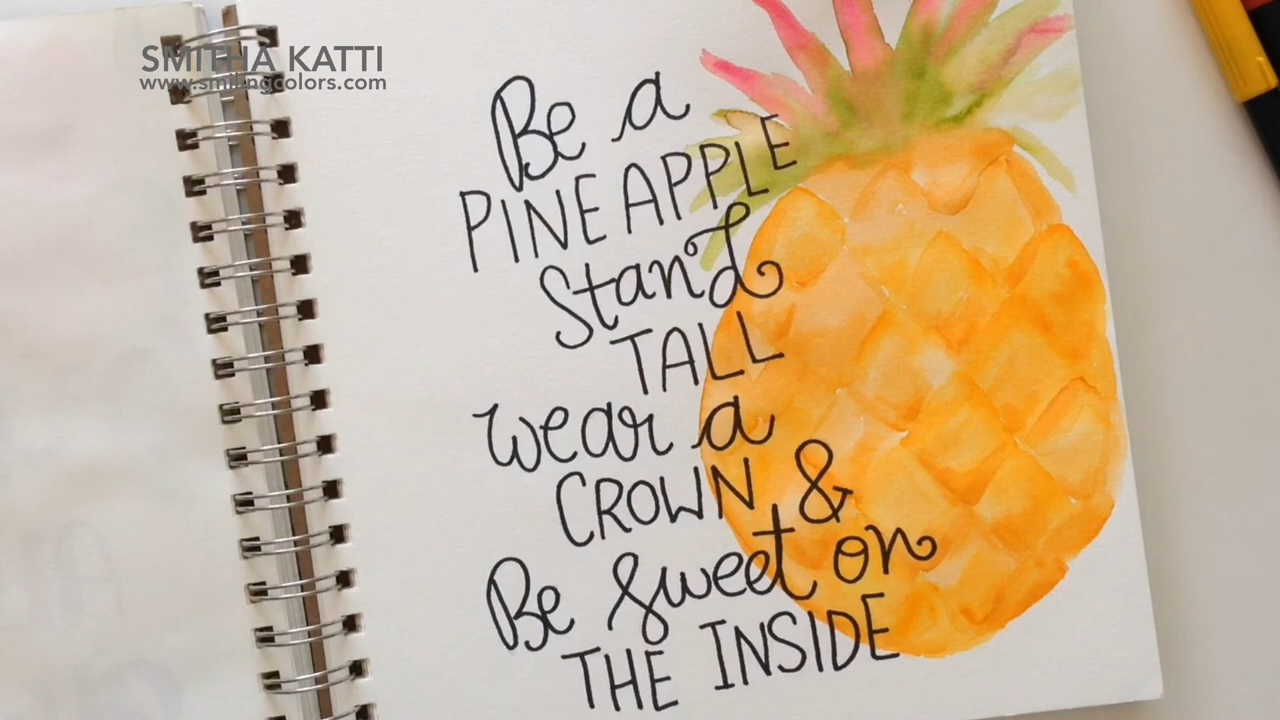 SMITHA KATTI
www.smilingcolors.com
Be a
PINEAPPLE
Stand
TALL
wear a
CROWN &
Be sweet on
THE INSIDE